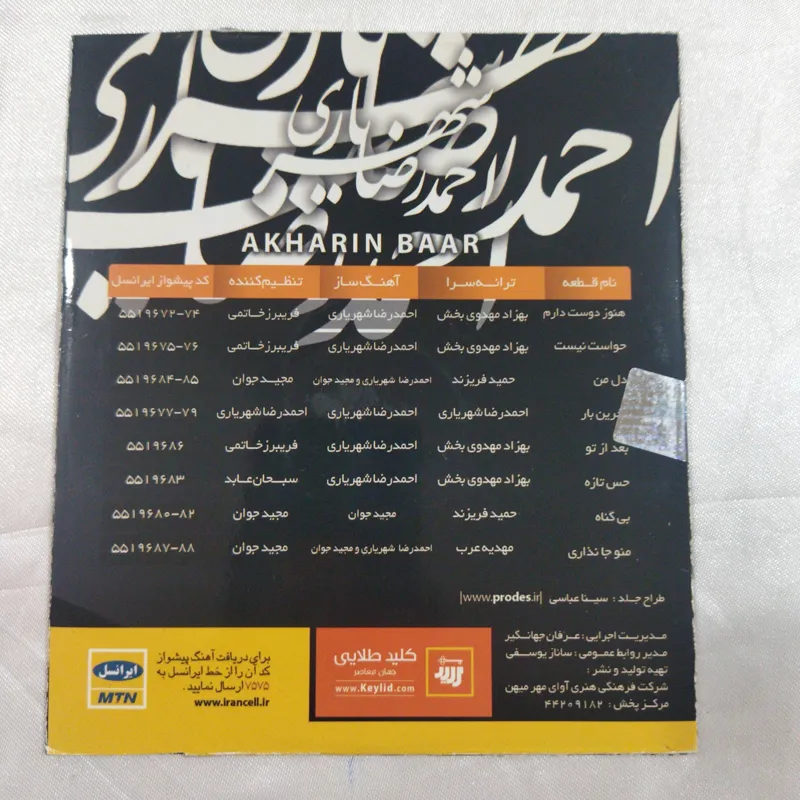 احمدرضا شهریاری
AKHARIN BAAR
نام قطعه ترانه سرا آهنگ ساز تنظیم کننده کد پیشواز ایرانسل
هنوز دوست دارم بهزاد مهدوی بخش احمدرضا شهریاری فریبرز خاتمی ۵۵۱۹۶۷۲-۷۴
حواست نیست بهزاد مهدوی بخش احمدرضا شهریاری فریبرز خاتمی ۵۵۱۹۶۷۵-۷۶
دل من حمید فریزند احمدرضا شهریاری و مجید جوان مجید جوان ۵۵۱۹۶۸۴-۸۵
خرین بار احمدرضا شهریاری احمدرضا شهریاری احمدرضا شهریاری ۵۵۱۹۶۷۷-۷۹
بعد از تو بهزاد مهدوی بخش احمدرضا شهریاری فریبرز خاتمی ۵۵۱۹۶۸۶
حس تازه بهزاد مهدوی بخش احمدرضا شهریاری سبحان عابد ۵۵۱۹۶۸۳
بی گناه حمید فریزند مجید جوان مجید جوان ۵۵۱۹۶۸۰-۸۲
منو جا نذاری مهدیه عرب احمدرضا شهریاری و مجید جوان مجید جوان ۵۵۱۹۶۸۷-۸۸
طراح جلد : سینا عباسی |www.prodes.ir|
مدیریت اجرایی : عرفان جهانگیر
مدیر روابط عمومی : ساناز یوسفی
تهیه تولید و نشر :
شرکت فرهنگی هنری آوای مهر میهن
مرکز پخش : ۴۴۲۰۹۱۸۲
کلید طلایی
جهان معاصر
www.Keylid.com
برای دریافت آهنگ پیشواز
کد آن را از خط ایرانسل به
۷۵۷۵ ارسال نمایید.
www.irancell.ir
ایرانسل
MTN